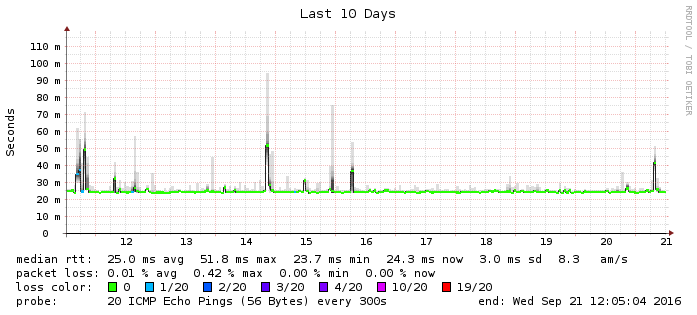 Last 10 Days
RRDTOOL / TOBI OETIKER
Seconds
110 m
100 m
90 m
80 m
70 m
60 m
50 m
40 m
30 m
20 m
10 m
0
12 13 14 15 16 17 18 19 20 21
median rtt: 25.0 ms avg 51.8 ms max 23.7 ms min 24.3 ms now 3.0 ms sd 8.3 am/s
packet loss: 0.01 % avg 0.42 % max 0.00 % min 0.00 % now
loss color: 0 1/20 2/20 3/20 4/20 10/20 19/20
probe: 20 ICMP Echo Pings (56 Bytes) every 300s end: Wed Sep 21 12:05:04 2016